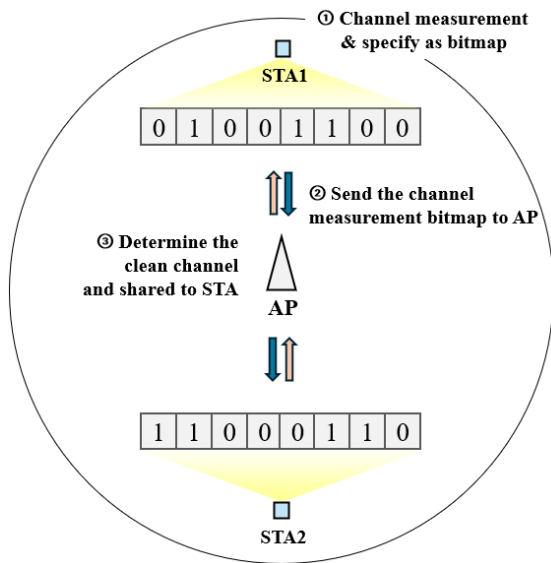 ① Channel measurement
& specify as bitmap
STA1
0 1 0 0 1 1 0 0
② Send the channel
measurement bitmap to AP
③ Determine the
clean channel
and shared to STA
AP
1 1 0 0 0 1 1 0
STA2